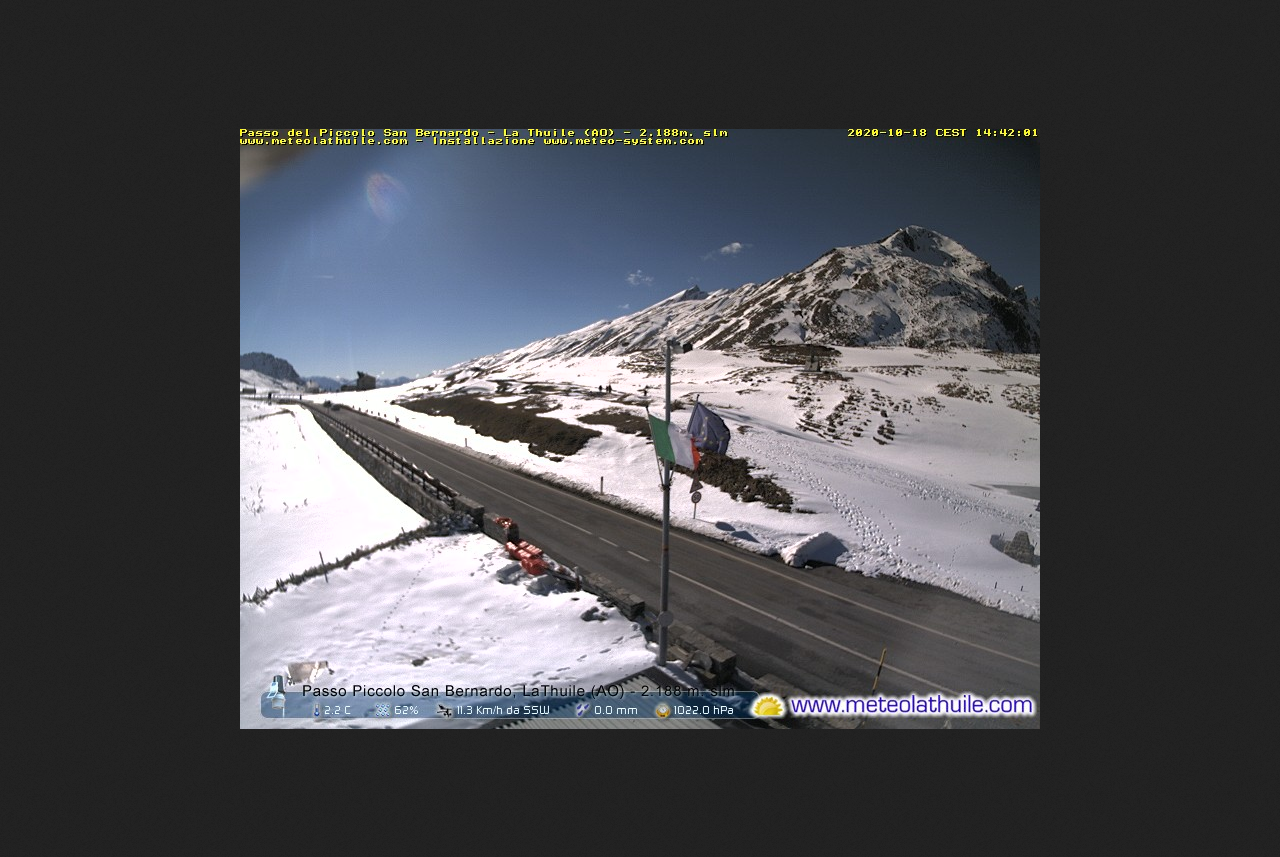 Passo del Piccolo San Bernardo - La Thuile (AO) - 2.188m. slm
2020-10-18 CEST 14:42:01
www.meteolathuile.com - Installazione www.meteo-system.com
Passo Piccolo San Bernardo, LaThuile (AO) - 2.188 m. slm
2.2 C 62% 11.3 Km/h da SSW 0.0 mm 1022.0 hPa
www.meteolathuile.com